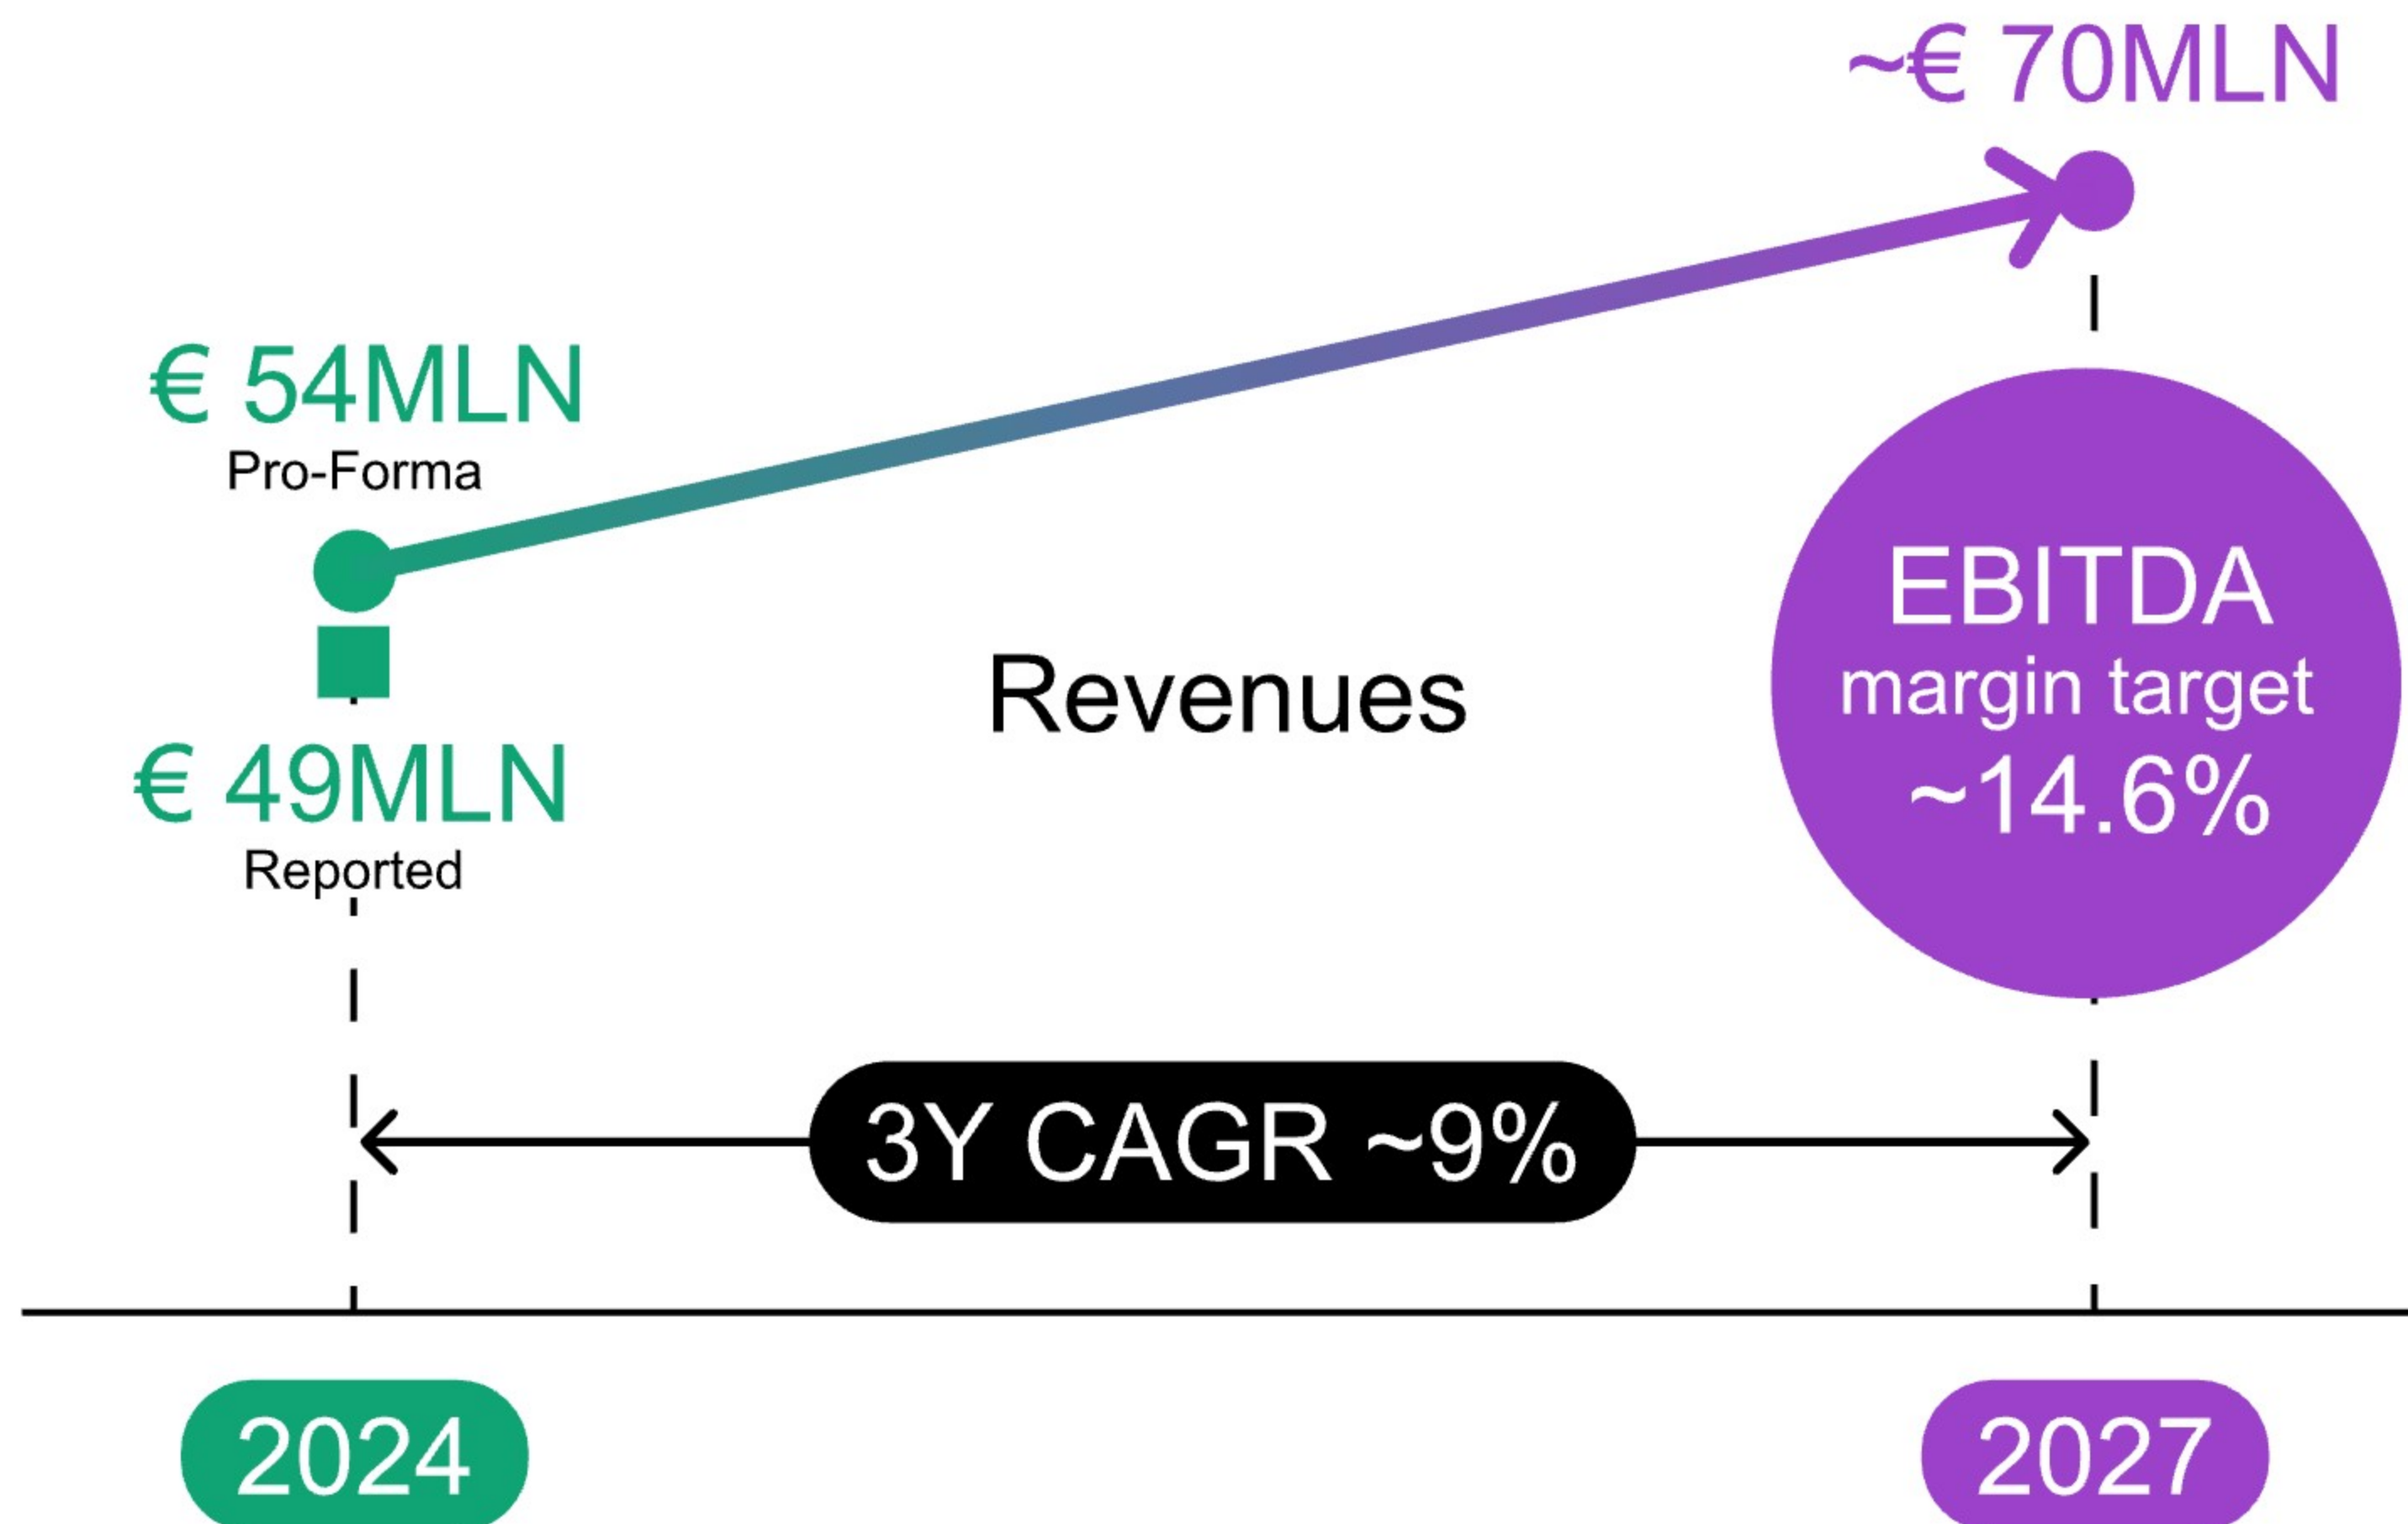 ~€ 70MLN
€ 54MLN
Pro-Forma
€ 49MLN
Reported
Revenues
EBITDA
margin target
~14.6%
3Y CAGR ~9%
2024
2027